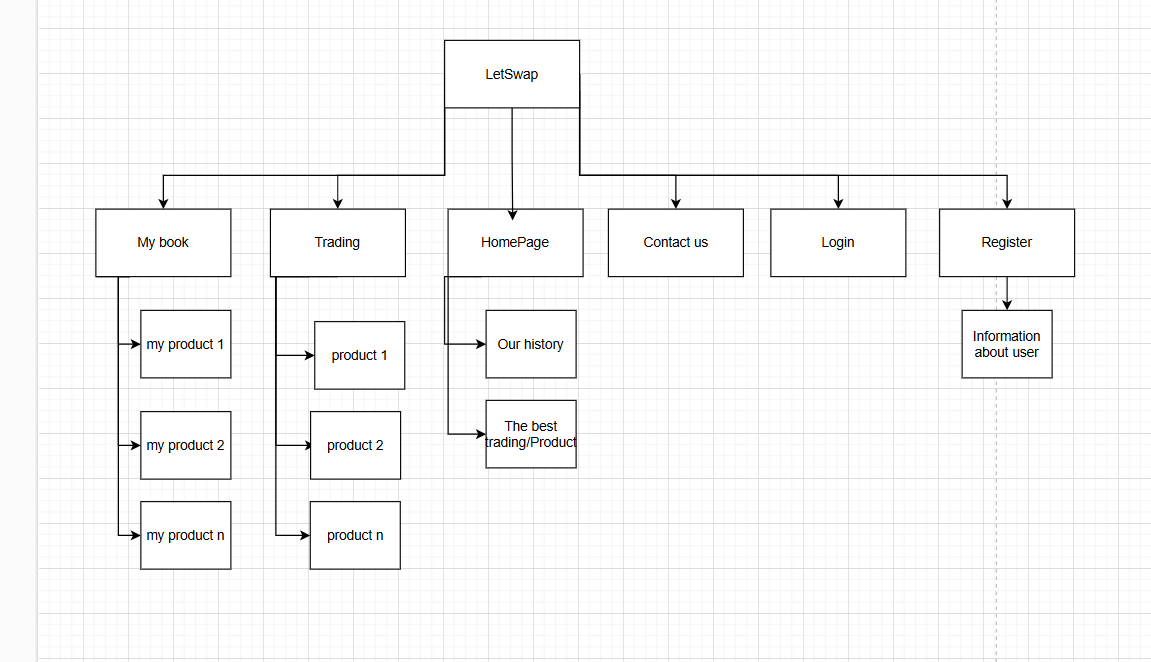 LetSwap
My book
Trading
HomePage
Contact us
Login
Register
my product 1
product 1
Our history
Information
about user
my product 2
product 2
The best
trading/Product
my product n
product n